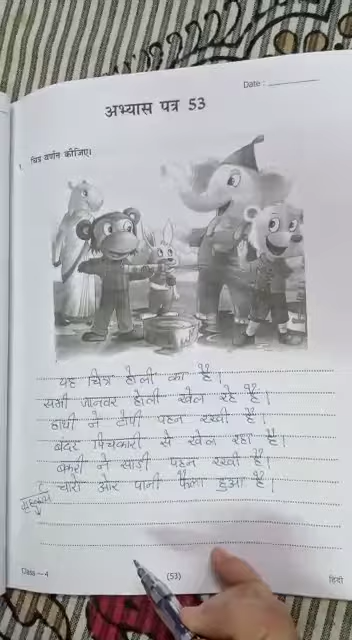 Date :
अभ्यास पत्र 53
1. चित्र वर्णन कीजिए।
यह चित्र होली का है।
सभी जानवर होली खेल रहे है।
हाथी ने टोपी पहन रखी है।
बंदर पिचकारी से खेल रहा है।
बकरी ने साड़ी पहन रखी है।
चारो ओर पानी फैला हुआ है।
गृहकार्य
Class—4
(53)
हिन्दी